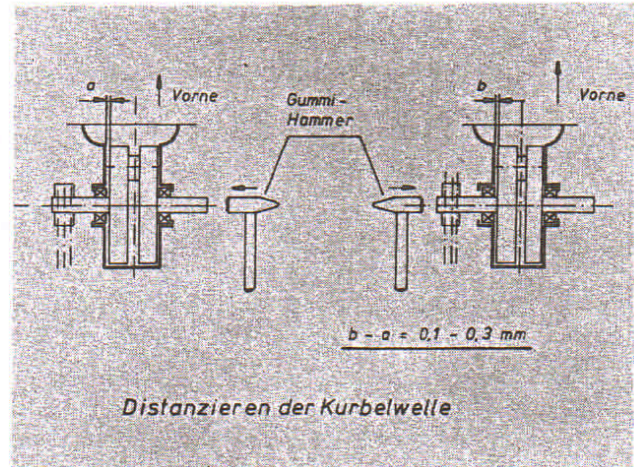 a
Vorne
Gummi-
Hammer
b
Vorne
b - a = 0,1 - 0,3 mm
Distanzieren der Kurbelwelle